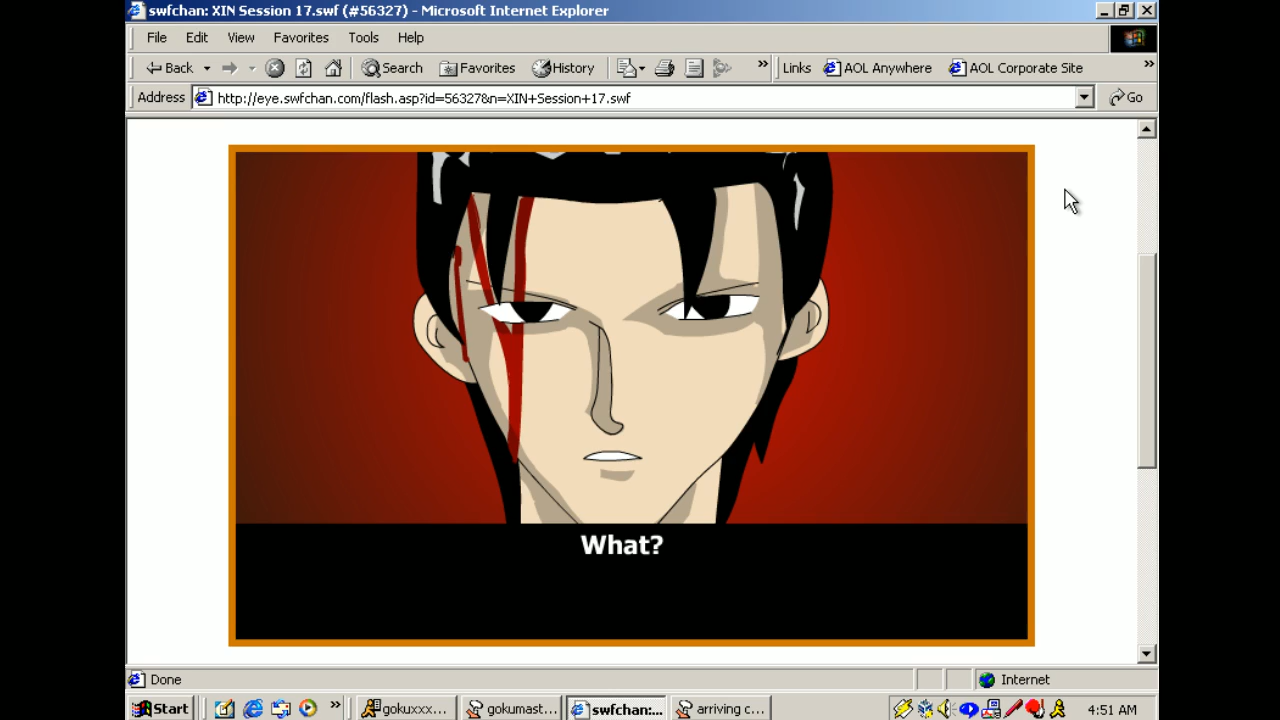 swfchan: XIN Session 17.swf (#56327) - Microsoft Internet Explorer
File Edit View Favorites Tools Help
Back Search Favorites History » Links AOL Anywhere AOL Corporate Site »
Address http://eye.swfchan.com/flash.asp?id=56327&n=XIN+Session+17.swf Go
What?
Done Internet
Start » gokuxxx... gokumast... swfchan:... arriving c... 4:51 AM